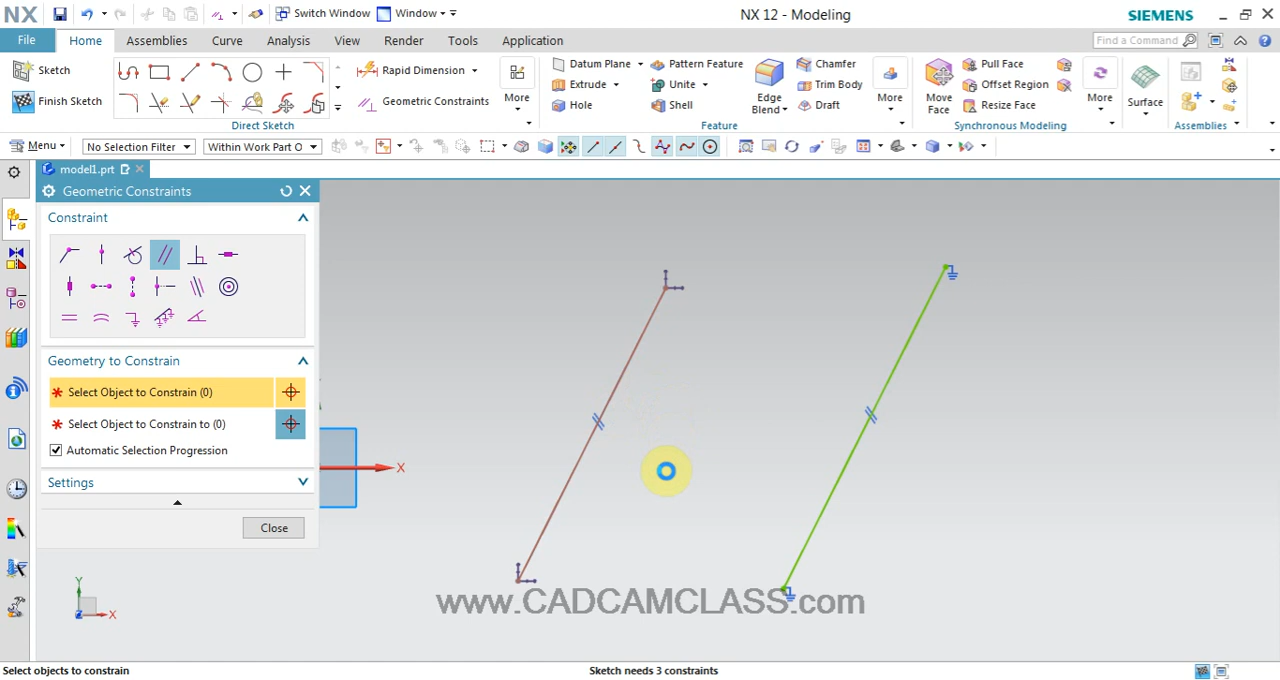 NX
Switch Window
Window
NX 12 - Modeling
SIEMENS
File
Home
Assemblies
Curve
Analysis
View
Render
Tools
Application
Find a Command
Sketch
Finish Sketch
Direct Sketch
Rapid Dimension
Geometric Constraints
More
Datum Plane
Extrude
Hole
Pattern Feature
Unite
Shell
Edge
Blend
Chamfer
Trim Body
Draft
More
Feature
Move
Face
Pull Face
Offset Region
Resize Face
More
Synchronous Modeling
Surface
Assemblies
Menu
No Selection Filter
Within Work Part O
model1.prt
Geometric Constraints
Constraint
Geometry to Constrain
* Select Object to Constrain (0)
* Select Object to Constrain to (0)
Automatic Selection Progression
Settings
Close
X
Y
X
www.CADCAMCLASS.com
Select objects to constrain
Sketch needs 3 constraints